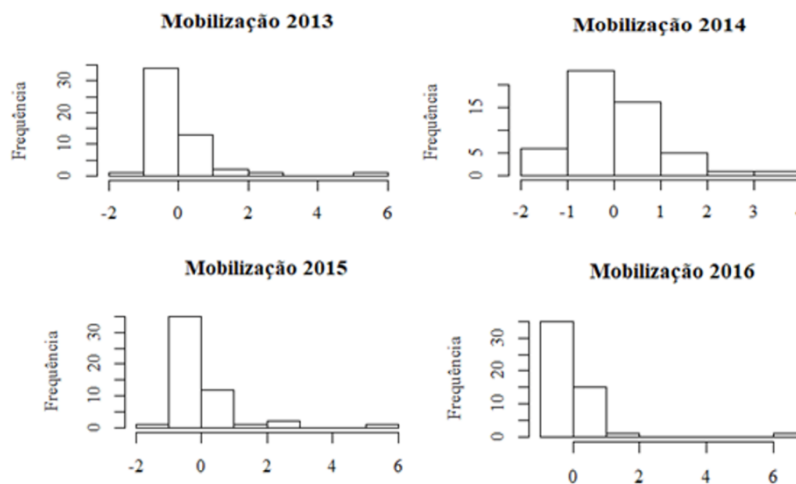 Mobilização 2013
Frequência
0 10 20 30
-2 0 2 4 6
Mobilização 2014
Frequência
0 5 15
-2 -1 0 1 2 3
Mobilização 2015
Frequência
0 10 20 30
-2 0 2 4 6
Mobilização 2016
Frequência
0 10 20 30
0 2 4 6